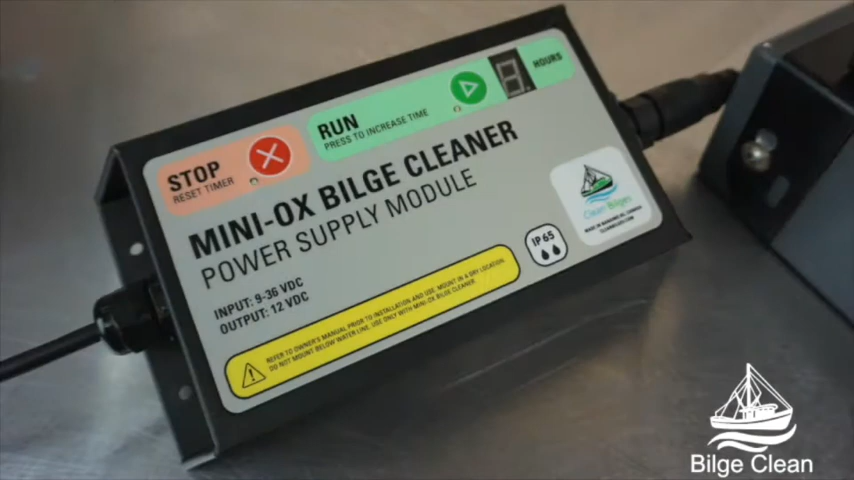 STOP
RESET TIMER
RUN
PRESS TO INCREASE TIME
HOURS
MINI-OX BILGE CLEANER
POWER SUPPLY MODULE
INPUT: 9-36 VDC
OUTPUT: 12 VDC
REFER TO OWNER'S MANUAL PRIOR TO INSTALLATION AND USE. MOUNT IN A DRY LOCATION.
DO NOT MOUNT BELOW WATER LINE. USE ONLY WITH MINI-OX BILGE CLEANER
IP 65
Clean Bilges
Bilge Clean